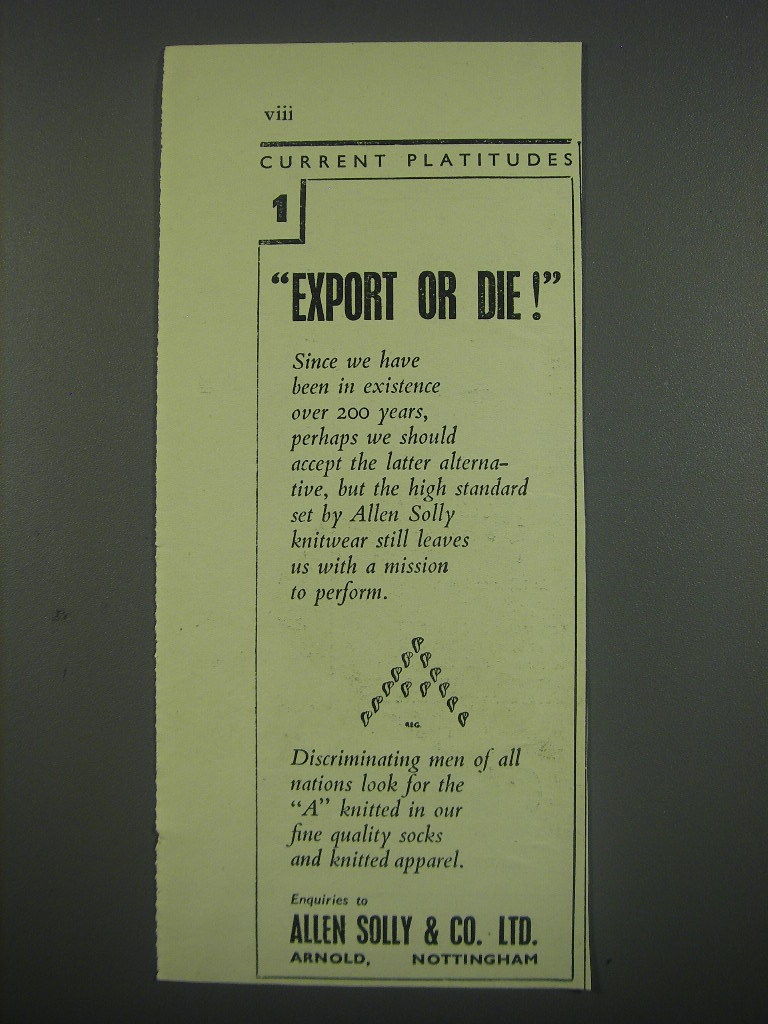 viii
CURRENT PLATITUDES
1
“EXPORT OR DIE!”
Since we have
been in existence
over 200 years,
perhaps we should
accept the latter alterna-
tive, but the high standard
set by Allen Solly
knitwear still leaves
us with a mission
to perform.
REG.
Discriminating men of all
nations look for the
“A” knitted in our
fine quality socks
and knitted apparel.
Enquiries to
ALLEN SOLLY & CO. LTD.
ARNOLD, NOTTINGHAM